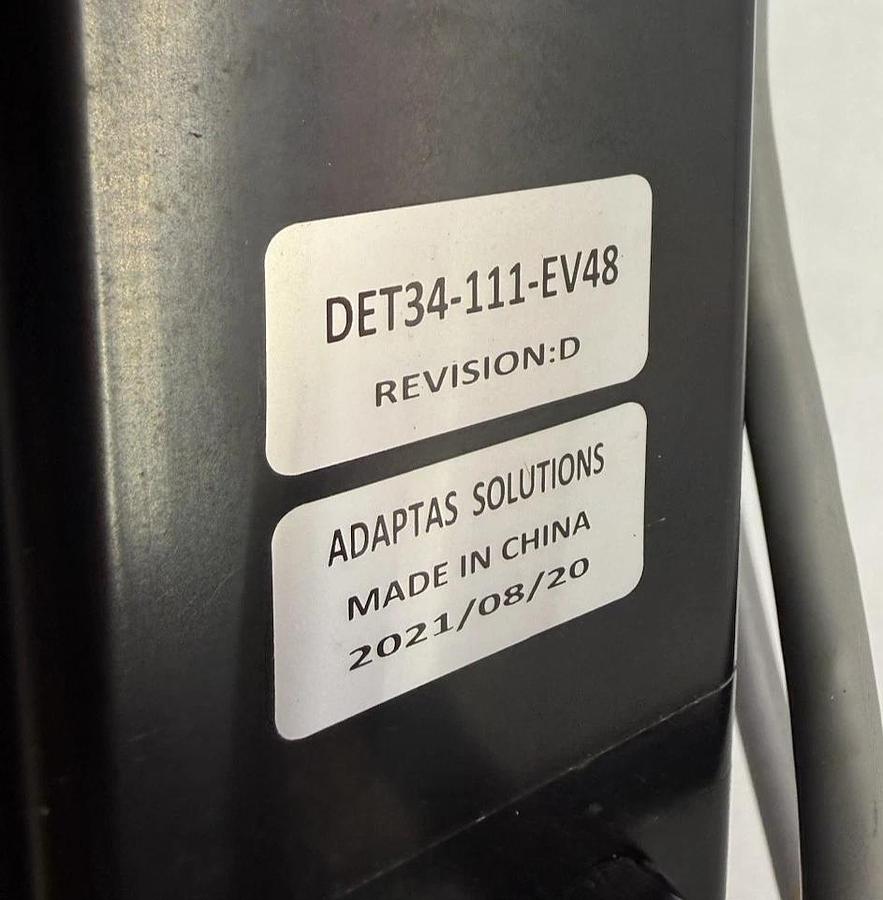 DET34-111-EV48
REVISION:D
ADAPTAS SOLUTIONS
MADE IN CHINA
2021/08/20